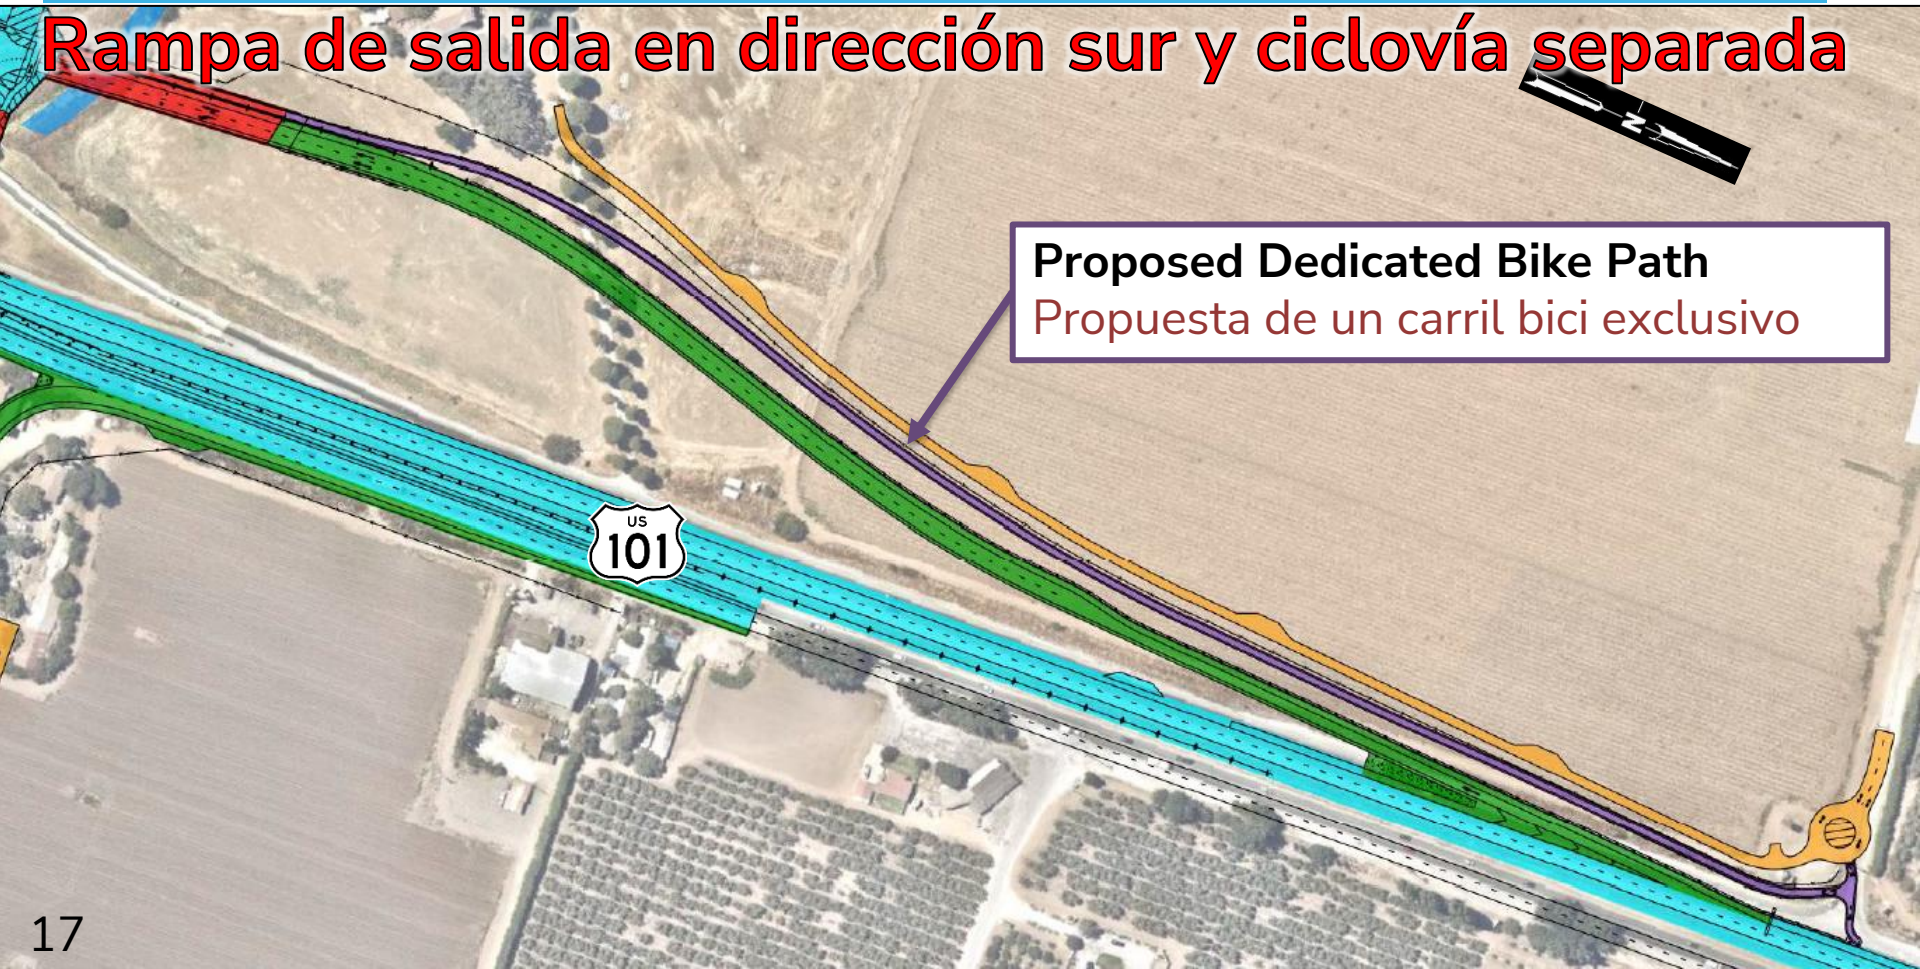 Rampa de salida en dirección sur y ciclovía separada
N
Proposed Dedicated Bike Path
Propuesta de un carril bici exclusivo
US
101
17